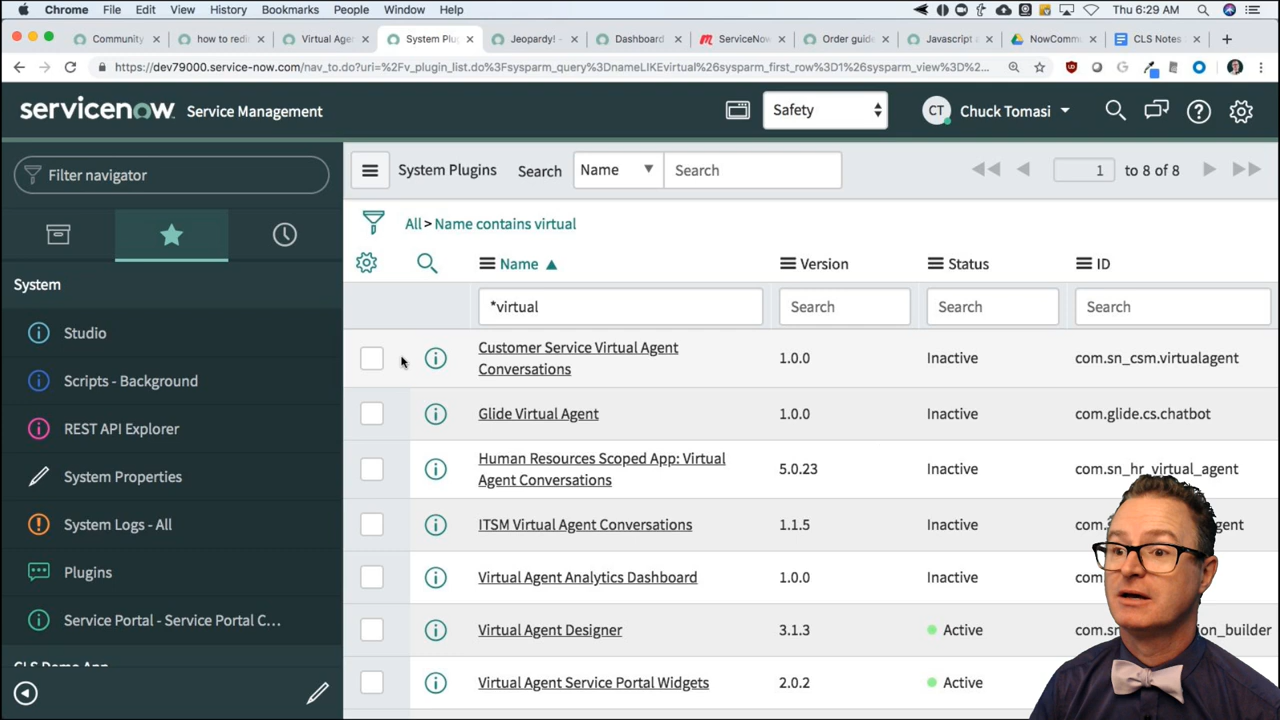 Chrome File Edit View History Bookmarks People Window Help Thu 6:29 AM
Community how to redi Virtual Age System Plu Jeopardy! - Dashboard ServiceNow Order guide Javascript a NowComm CLS Notes
https://dev79000.service-now.com/nav_to.do?uri=%2Fv_plugin_list.do%3Fsysparm_query%3DnameLIKEvirtual%26sysparm_first_row%3D1%26sysparm_view%3D%2...
servicenow Service Management Safety CT Chuck Tomasi
Filter navigator
System Plugins Search Name Search 1 to 8 of 8
All > Name contains virtual
Name Version Status ID
*virtual Search Search Search
System
Studio
Scripts - Background
REST API Explorer
System Properties
System Logs - All
Plugins
Service Portal - Service Portal C...
CLS Demo App
Customer Service Virtual Agent
Conversations
1.0.0 Inactive com.sn_csm.virtualagent
Glide Virtual Agent 1.0.0 Inactive com.glide.cs.chatbot
Human Resources Scoped App: Virtual
Agent Conversations
5.0.23 Inactive com.sn_hr_virtual_agent
ITSM Virtual Agent Conversations 1.1.5 Inactive
Virtual Agent Analytics Dashboard 1.0.0 Inactive
Virtual Agent Designer 3.1.3 Active
Virtual Agent Service Portal Widgets 2.0.2 Active